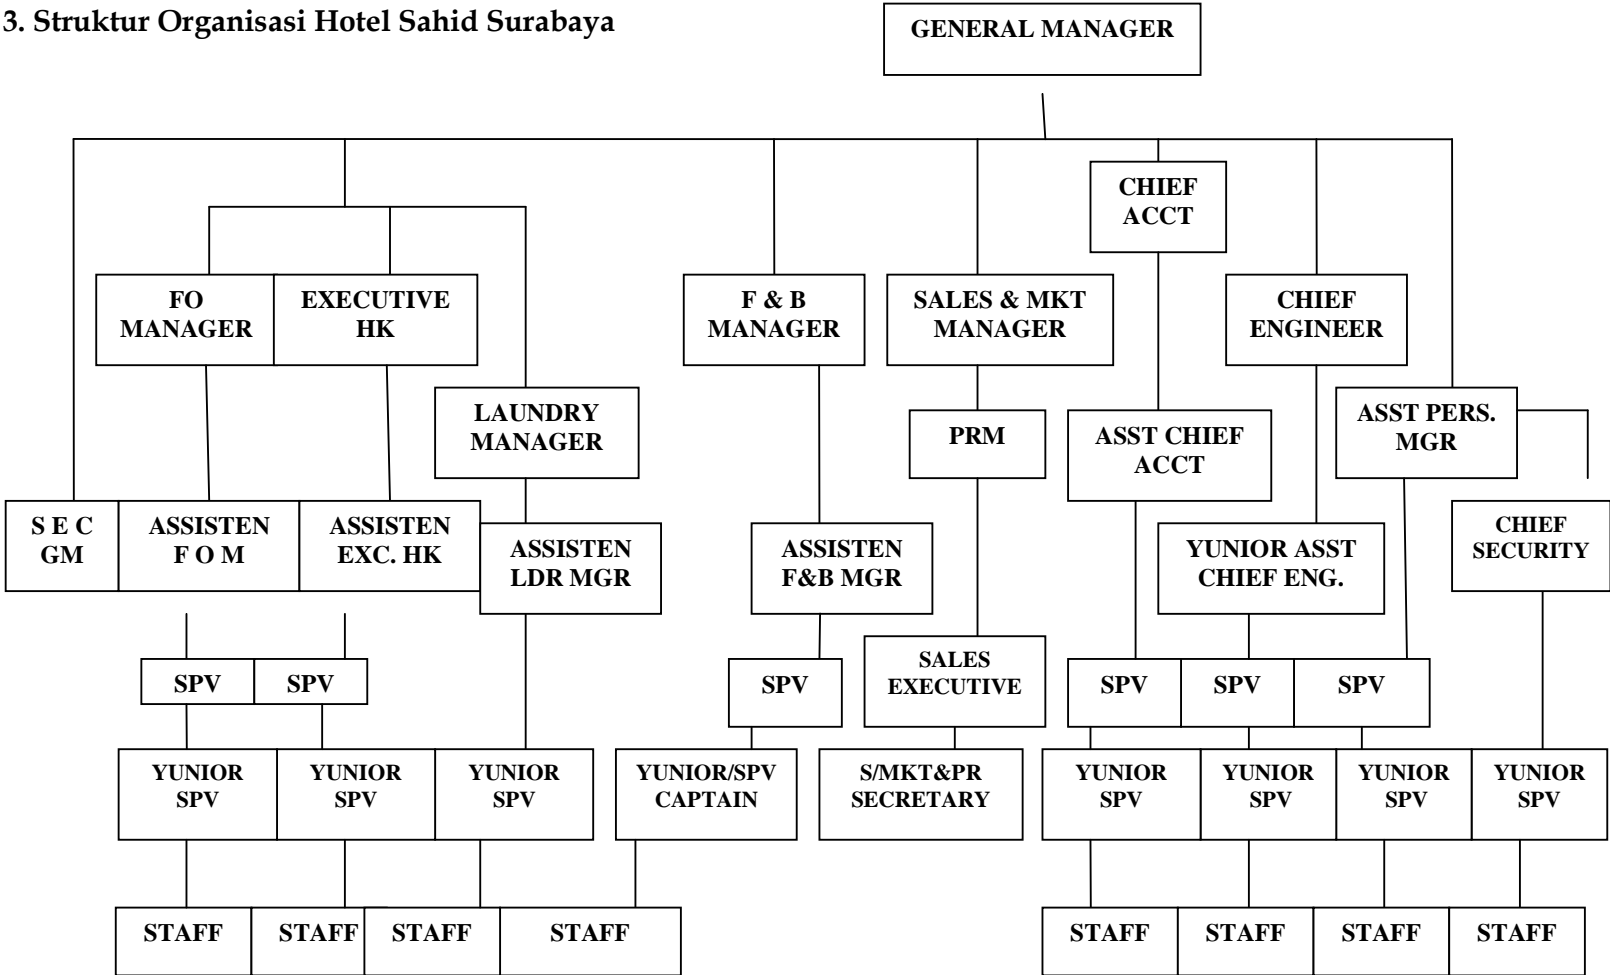 3. Struktur Organisasi Hotel Sahid Surabaya
GENERAL MANAGER
CHIEF
ACCT
FO
MANAGER
EXECUTIVE
HK
F & B
MANAGER
SALES & MKT
MANAGER
CHIEF
ENGINEER
LAUNDRY
MANAGER
PRM
ASST CHIEF
ACCT
ASST PERS.
MGR
S E C
GM
ASSISTEN
F O M
ASSISTEN
EXC. HK
ASSISTEN
LDR MGR
ASSISTEN
F&B MGR
YUNIOR ASST
CHIEF ENG.
CHIEF
SECURITY
SPV
SPV
SPV
SALES
EXECUTIVE
SPV
SPV
SPV
YUNIOR
SPV
YUNIOR
SPV
YUNIOR
SPV
YUNIOR/SPV
CAPTAIN
S/MKT&PR
SECRETARY
YUNIOR
SPV
YUNIOR
SPV
YUNIOR
SPV
YUNIOR
SPV
STAFF
STAFF
STAFF
STAFF
STAFF
STAFF
STAFF
STAFF